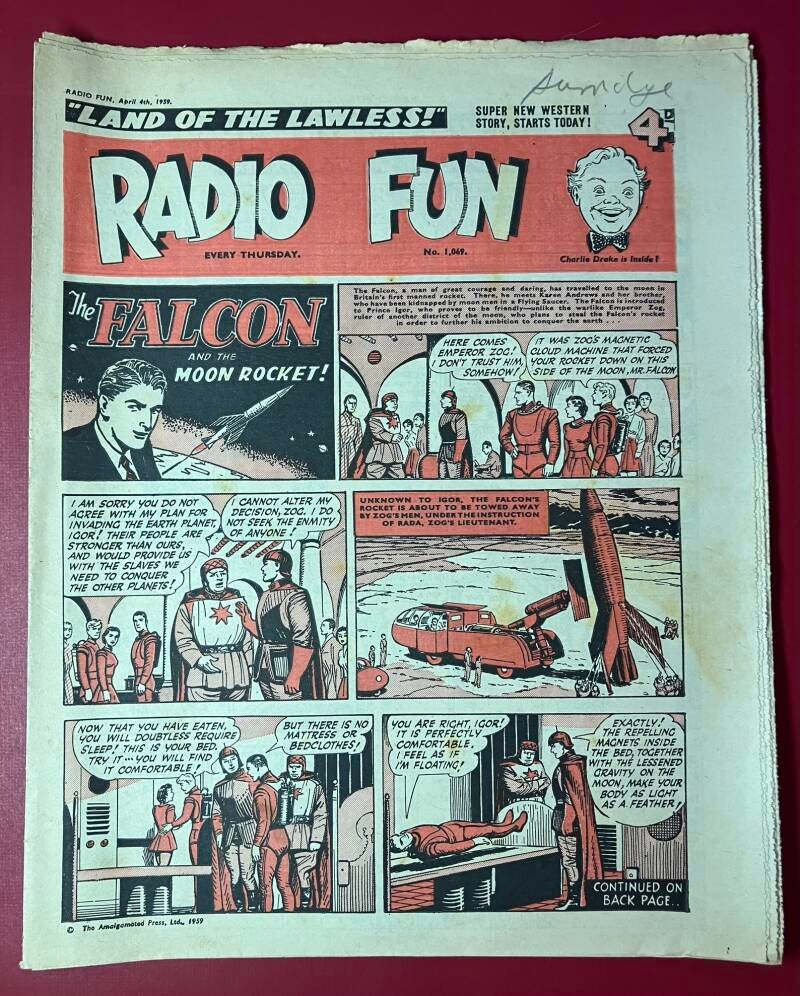 RADIO FUN, April 4th, 1959.
"LAND OF THE LAWLESS!"
SUPER NEW WESTERN
STORY, STARTS TODAY!
4D
RADIO FUN
EVERY THURSDAY.
No. 1,069.
Charlie Drake is Inside!
The FALCON
AND THE
MOON ROCKET!
The Falcon, a man of great courage and daring, has travelled to the moon in
Britain's first manned rocket. There, he meets Karen Andrews and her brother,
who have been kidnapped by moon men in a Flying Saucer. The Falcon is introduced
to Prince Igor, who proves to be friendly—unlike the warlike Emperor Zog,
ruler of another district of the moon, who plans to steal the Falcon's rocket
in order to further his ambition to conquer the earth . . .
HERE COMES
EMPEROR ZOG!
I DON'T TRUST HIM,
SOMEHOW!
IT WAS ZOG'S MAGNETIC
CLOUD MACHINE THAT FORCED
YOUR ROCKET DOWN ON THIS
SIDE OF THE MOON, MR. FALCON
I AM SORRY YOU DO NOT
AGREE WITH MY PLAN FOR
INVADING THE EARTH PLANET,
IGOR! THEIR PEOPLE ARE
STRONGER THAN OURS,
AND WOULD PROVIDE US
WITH THE SLAVES WE
NEED TO CONQUER
THE OTHER PLANETS!
I CANNOT ALTER MY
DECISION, ZOG. I DO
NOT SEEK THE ENMITY
OF ANYONE!
UNKNOWN TO IGOR, THE FALCON'S
ROCKET IS ABOUT TO BE TOWED AWAY
BY ZOG'S MEN, UNDER THE INSTRUCTION
OF RADA, ZOG'S LIEUTENANT.
NOW THAT YOU HAVE EATEN,
YOU WILL DOUBTLESS REQUIRE
SLEEP! THIS IS YOUR BED.
TRY IT ... YOU WILL FIND
IT COMFORTABLE!
BUT THERE IS NO
MATTRESS OR
BEDCLOTHES!
YOU ARE RIGHT, IGOR!
IT IS PERFECTLY
COMFORTABLE.
I FEEL AS IF
I'M FLOATING!
EXACTLY!
THE REPELLING
MAGNETS INSIDE
THE BED, TOGETHER
WITH THE LESSENED
GRAVITY ON THE
MOON, MAKE YOUR
BODY AS LIGHT
AS A FEATHER!
CONTINUED ON
BACK PAGE..
© The Amalgamated Press, Ltd., 1959